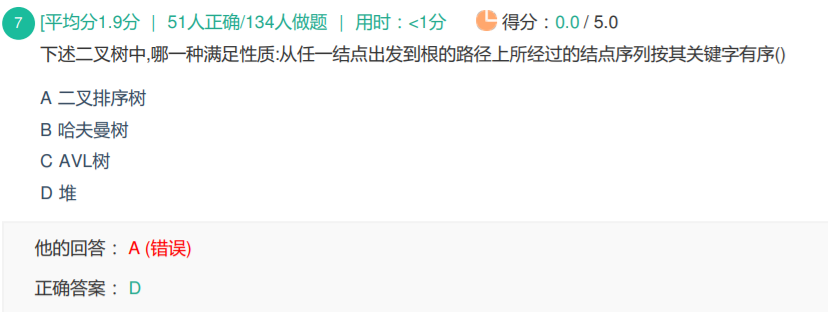 7 [平均分1.9分 | 51人正确/134人做题 | 用时：<1分 得分：0.0 / 5.0
下述二叉树中,哪一种满足性质:从任一结点出发到根的路径上所经过的结点序列按其关键字有序()
A 二叉排序树
B 哈夫曼树
C AVL树
D 堆
他的回答： A (错误)
正确答案： D